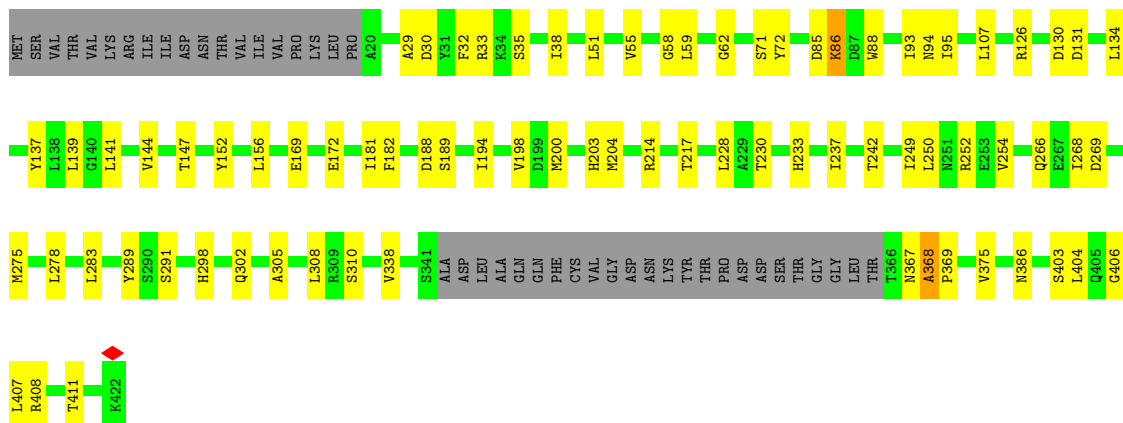 MET SER VAL THR VAL LYS ARG ILE ILE ASP ASN THR VAL ILE VAL PRO LYS LEU PRO A20 A29 D30 Y31 F32 R33 K34 S35 I38 L51 V55 G58 L59 G62 S71 Y72 D85 K86 D87 W88 I93 N94 I95 L107 R126 D130 D131 L134
Y137 L138 L139 G140 L141 V144 T147 Y152 L156 E169 E172 I181 F182 D188 S189 I194 V198 D199 M200 H203 M204 R214 T217 L228 A229 T230 H233 I237 T242 I249 L250 N251 R252 E253 V254 Q266 E267 I268 D269
M275 L278 L283 Y289 S290 S291 H298 Q302 A305 L308 R309 S310 V338 S341 ALA ASP LEU ALA GLN GLN PHE CYS VAL GLY ASP ASN LYS TYR THR PRO ASP ASP SER THR GLY GLY LEU THR T366 N367 A368 P369 V375 N386 S403 L404 Q405 G406
L407 R408 T411 K422